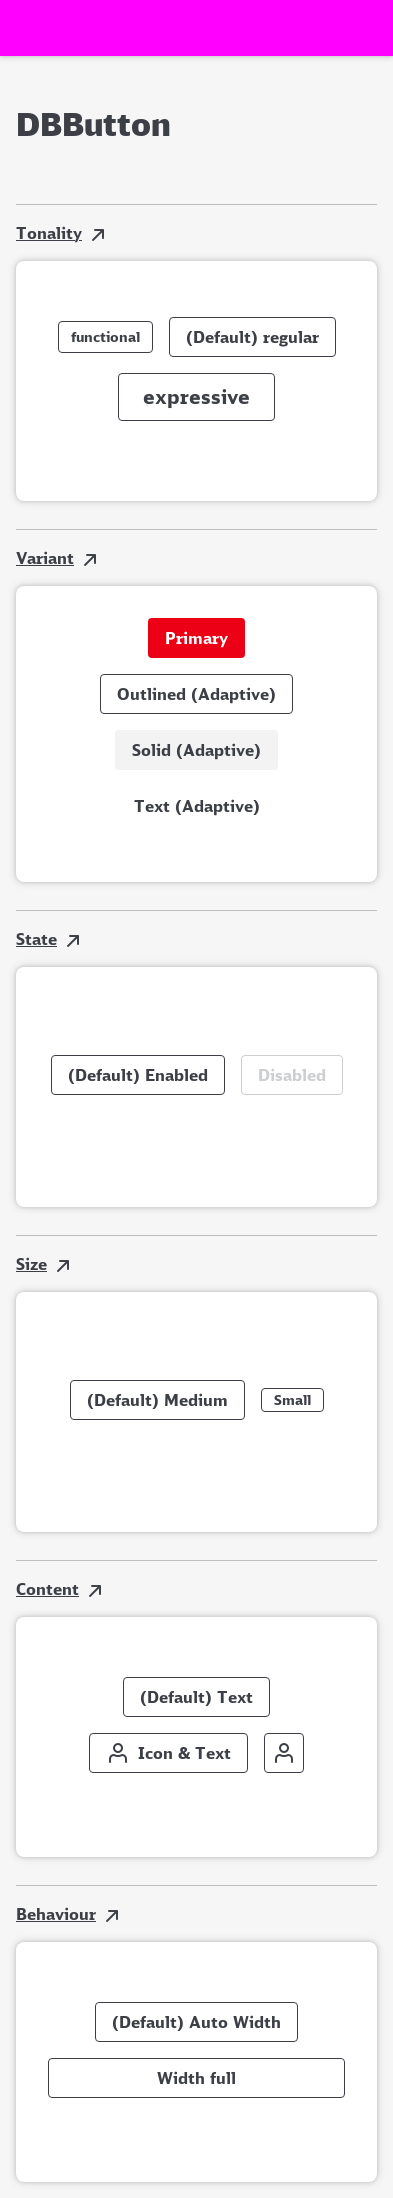 DBButton
Tonality
functional (Default) regular
expressive
Variant
Primary
Outlined (Adaptive)
Solid (Adaptive)
Text (Adaptive)
State
(Default) Enabled Disabled
Size
(Default) Medium Small
Content
(Default) Text
Icon & Text
Behaviour
(Default) Auto Width
Width full